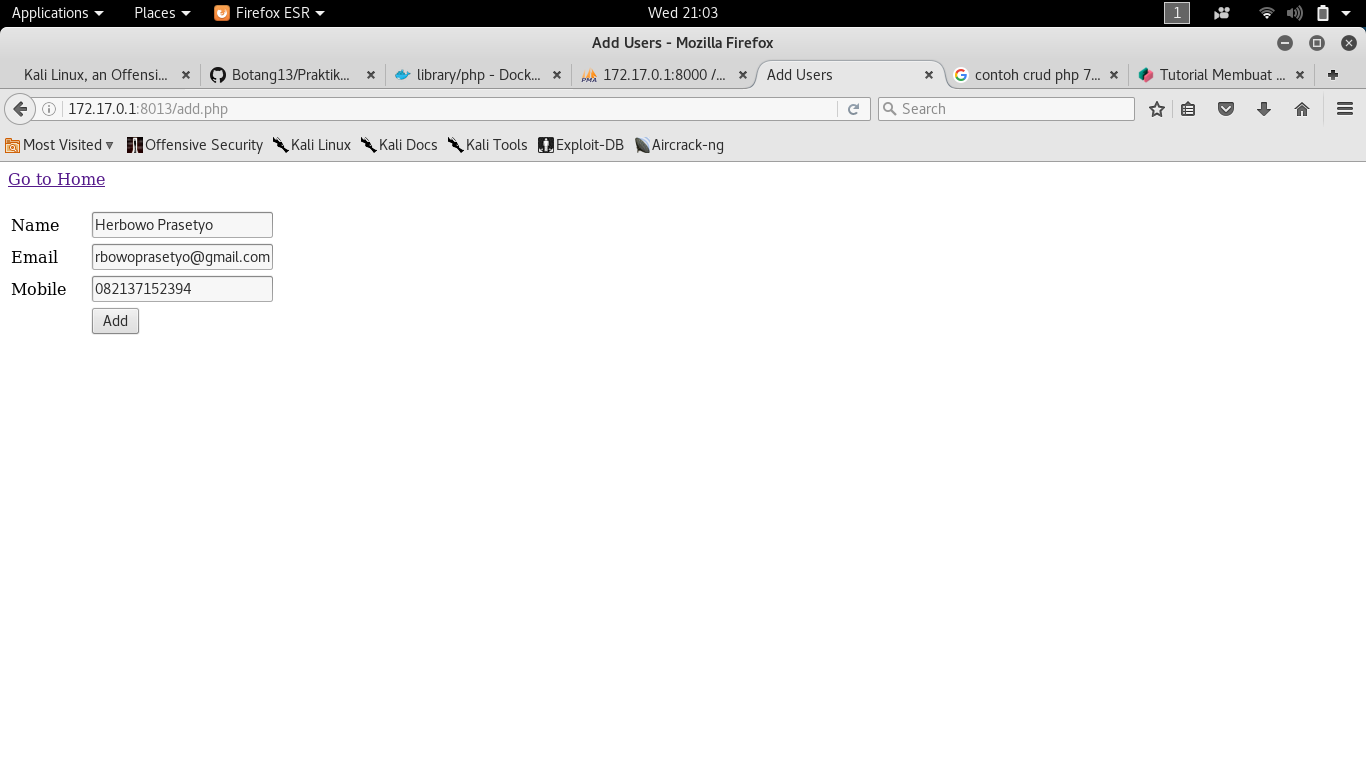 Applications Places Firefox ESR Wed 21:03 1
Add Users - Mozilla Firefox
Kali Linux, an Offensi... Botang13/Praktik... library/php - Dock... PMA 172.17.0.1:8000 /... Add Users contoh crud php 7... Tutorial Membuat ...
172.17.0.1:8013/add.php Search
Most Visited Offensive Security Kali Linux Kali Docs Kali Tools Exploit-DB Aircrack-ng
Go to Home
Name Herbowo Prasetyo
Email rbowoprasetyo@gmail.com
Mobile 082137152394
Add